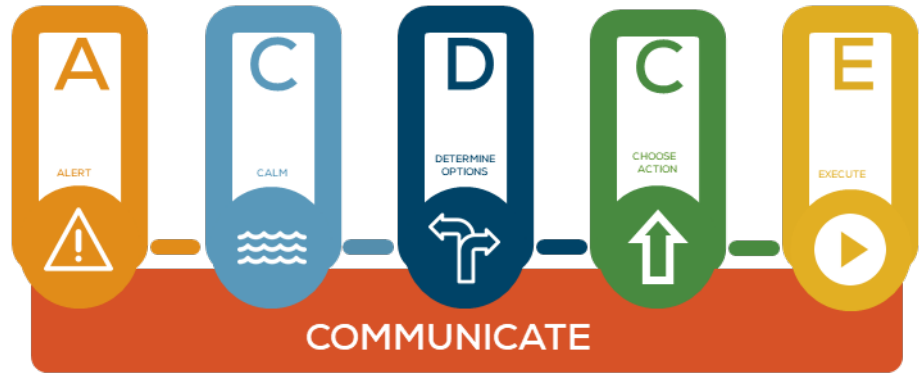 A
ALERT
C
CALM
D
DETERMINE
OPTIONS
C
CHOOSE
ACTION
E
EXECUTE
COMMUNICATE